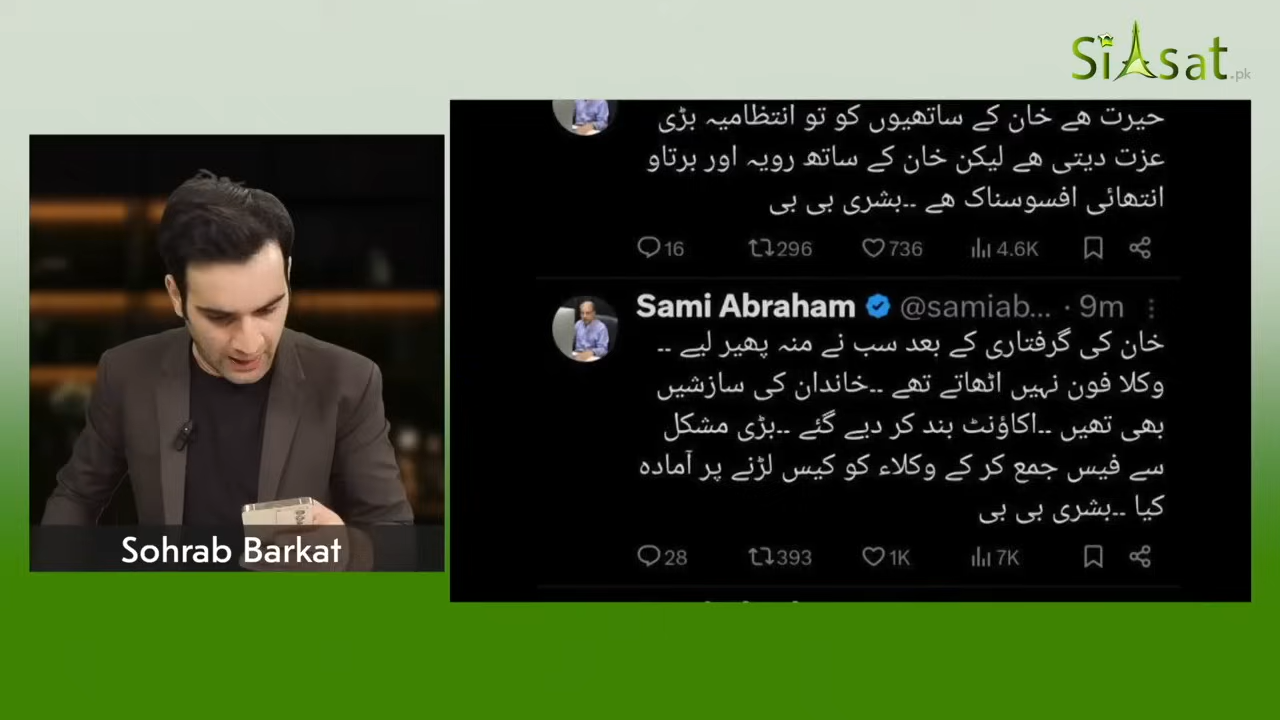 SiAsat.pk
حیرت ھے خان کے ساتھیوں کو تو انتظامیہ بڑی
عزت دیتی ھے لیکن خان کے ساتھ رویہ اور برتاو
انتھائی افسوسناک ھے ..بشری بی بی
16 296 736 4.6K
Sami Abraham @samiab... · 9m
خان کی گرفتاری کے بعد سب نے منہ پھیر لیے ..
وکلا فون نہیں اٹھاتے تھے ..خاندان کی سازشیں
بھی تھیں ..اکاؤنٹ بند کر دیے گئے ..بڑی مشکل
سے فیس جمع کر کے وکلاء کو کیس لڑنے پر آمادہ
کیا ..بشری بی بی
28 393 1K 7K
Sohrab Barkat